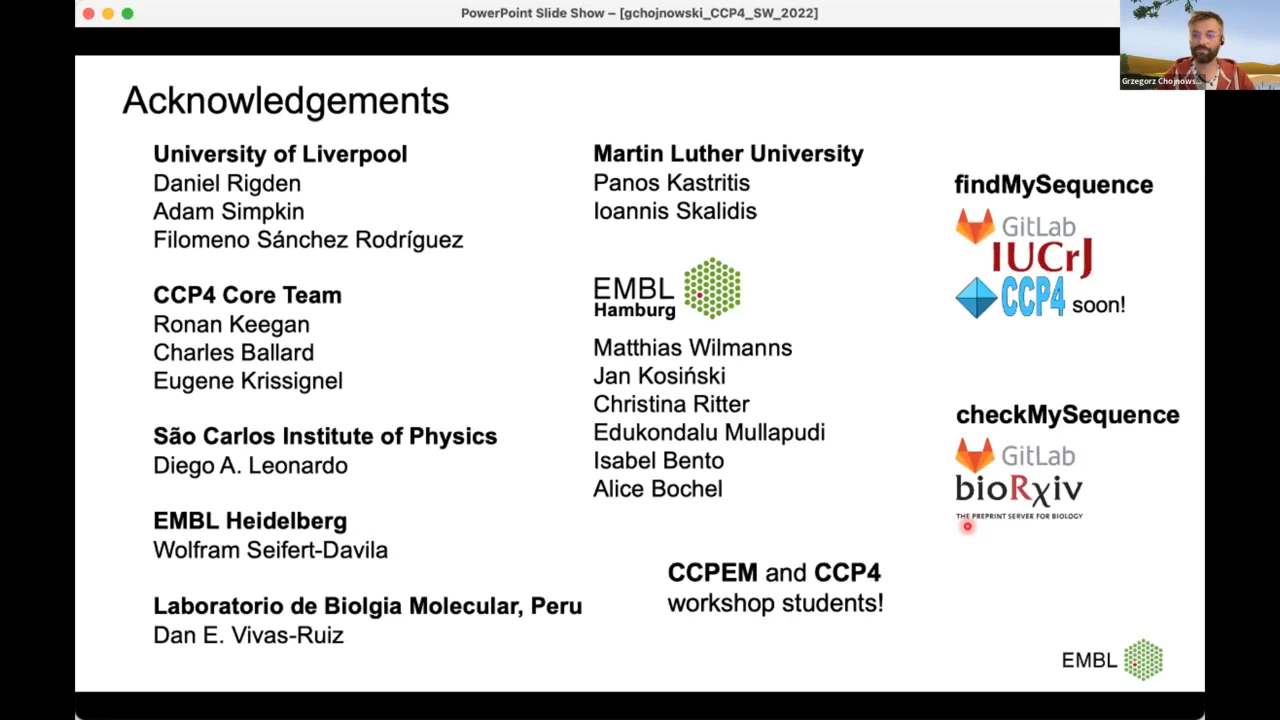 PowerPoint Slide Show – [gchojnowski_CCP4_SW_2022]
Grzegorz Chojnows...
Acknowledgements
University of Liverpool
Daniel Rigden
Adam Simpkin
Filomeno Sánchez Rodríguez
CCP4 Core Team
Ronan Keegan
Charles Ballard
Eugene Krissignel
São Carlos Institute of Physics
Diego A. Leonardo
EMBL Heidelberg
Wolfram Seifert-Davila
Laboratorio de Biolgia Molecular, Peru
Dan E. Vivas-Ruiz
Martin Luther University
Panos Kastritis
Ioannis Skalidis
EMBL
Hamburg
Matthias Wilmanns
Jan Kosiński
Christina Ritter
Edukondalu Mullapudi
Isabel Bento
Alice Bochel
CCPEM and CCP4
workshop students!
findMySequence
GitLab
IUCrJ
CCP4 soon!
checkMySequence
GitLab
bioRχiv
THE PREPRINT SERVER FOR BIOLOGY
EMBL